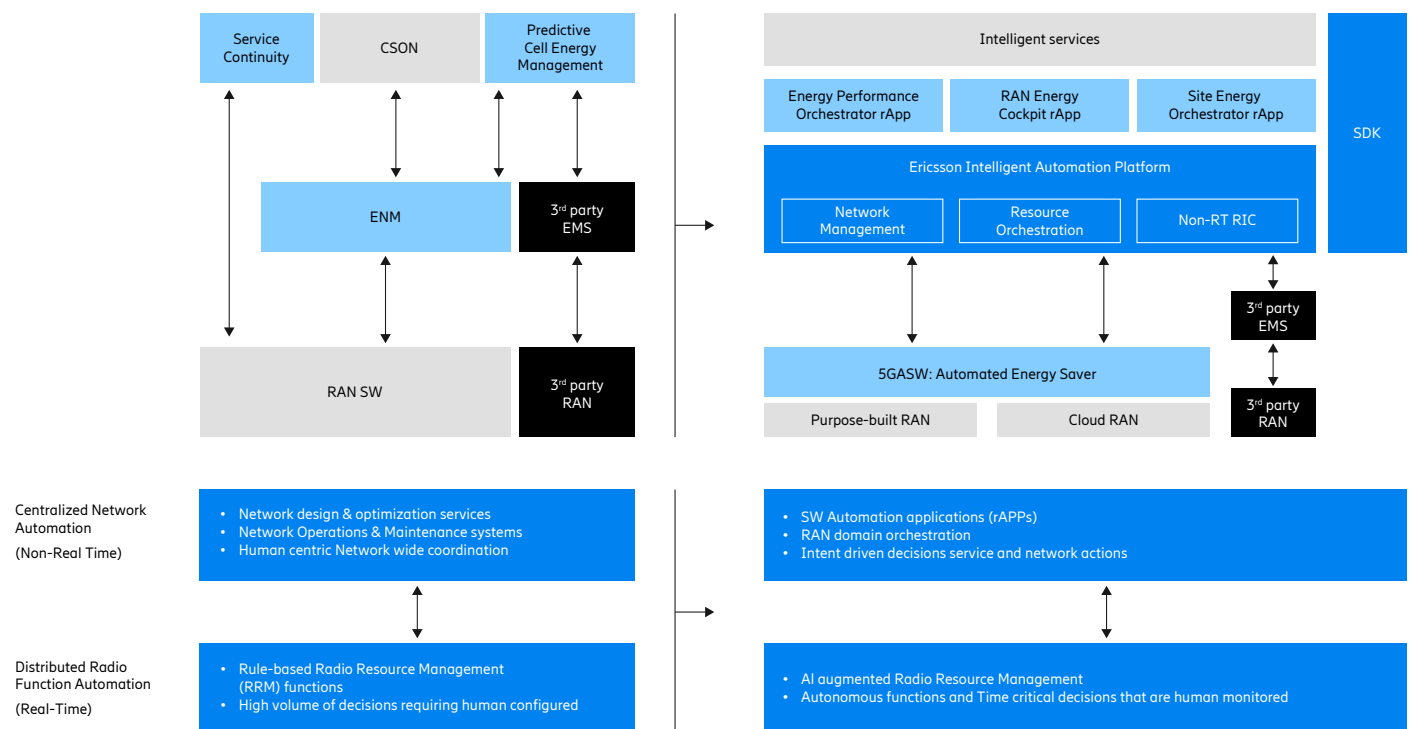 Service
Continuity
CSON
Predictive
Cell Energy
Management
ENM
3rd party
EMS
RAN SW
3rd party
RAN
Intelligent services
Energy Performance
Orchestrator rApp
RAN Energy
Cockpit rApp
Site Energy
Orchestrator rApp
SDK
Ericsson Intelligent Automation Platform
Network
Management
Resource
Orchestration
Non-RT RIC
3rd party
EMS
5GASW: Automated Energy Saver
Purpose-built RAN
Cloud RAN
3rd party
RAN
Centralized Network
Automation
(Non-Real Time)
• Network design & optimization services
• Network Operations & Maintenance systems
• Human centric Network wide coordination
• SW Automation applications (rAPPs)
• RAN domain orchestration
• Intent driven decisions service and network actions
Distributed Radio
Function Automation
(Real-Time)
• Rule-based Radio Resource Management
(RRM) functions
• High volume of decisions requiring human configured
• AI augmented Radio Resource Management
• Autonomous functions and Time critical decisions that are human monitored